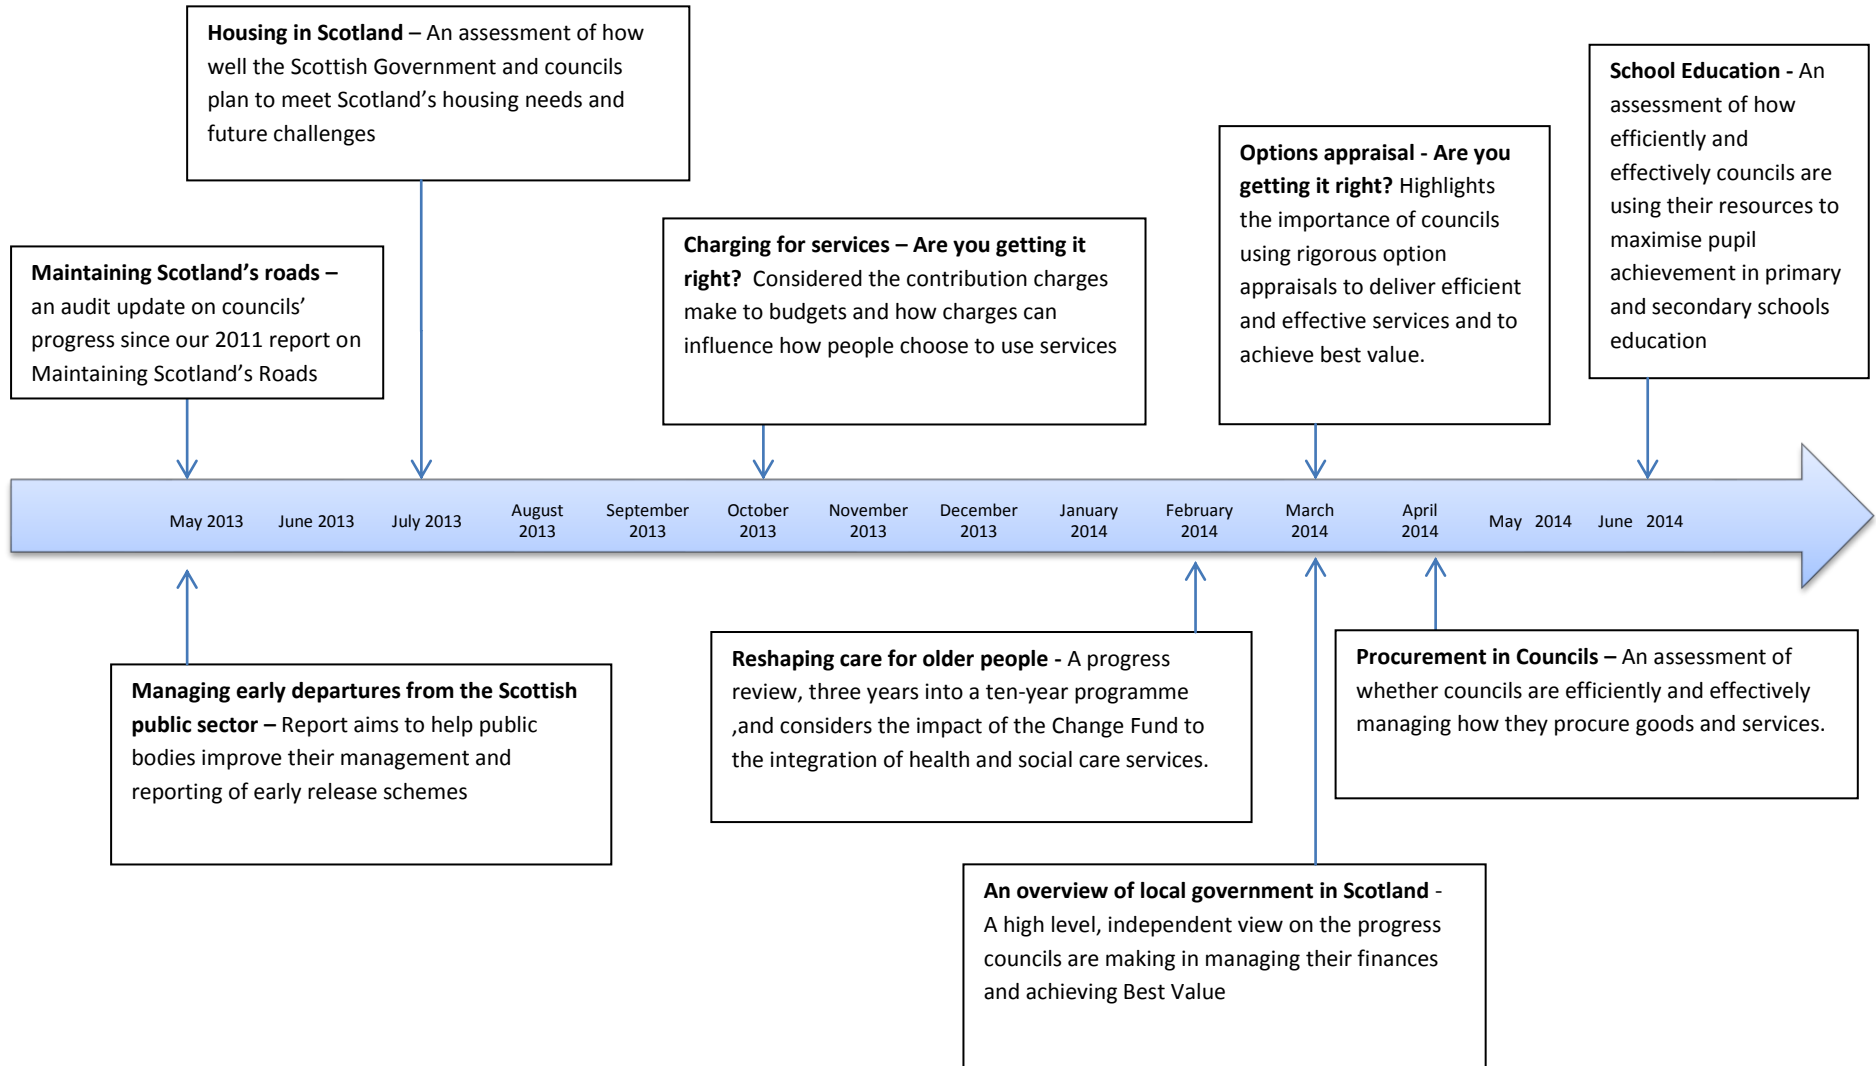 Housing in Scotland – An assessment of how
well the Scottish Government and councils
plan to meet Scotland’s housing needs and
future challenges
School Education - An
assessment of how
efficiently and
effectively councils are
using their resources to
maximise pupil
achievement in primary
and secondary schools
education
Options appraisal - Are you
getting it right? Highlights
the importance of councils
using rigorous option
appraisals to deliver efficient
and effective services and to
achieve best value.
Charging for services – Are you getting it
right?  Considered the contribution charges
make to budgets and how charges can
influence how people choose to use services
Maintaining Scotland’s roads –
an audit update on councils’
progress since our 2011 report on
Maintaining Scotland’s Roads
May 2013
June 2013
July 2013
August
2013
September
2013
October
2013
November
2013
December
2013
January
2014
February
2014
March
2014
April
2014
May  2014
June  2014
Managing early departures from the Scottish
public sector – Report aims to help public
bodies improve their management and
reporting of early release schemes
Reshaping care for older people - A progress
review, three years into a ten-year programme
,and considers the impact of the Change Fund to
the integration of health and social care services.
Procurement in Councils – An assessment of
whether councils are efficiently and effectively
managing how they procure goods and services.
An overview of local government in Scotland -
A high level, independent view on the progress
councils are making in managing their finances
and achieving Best Value